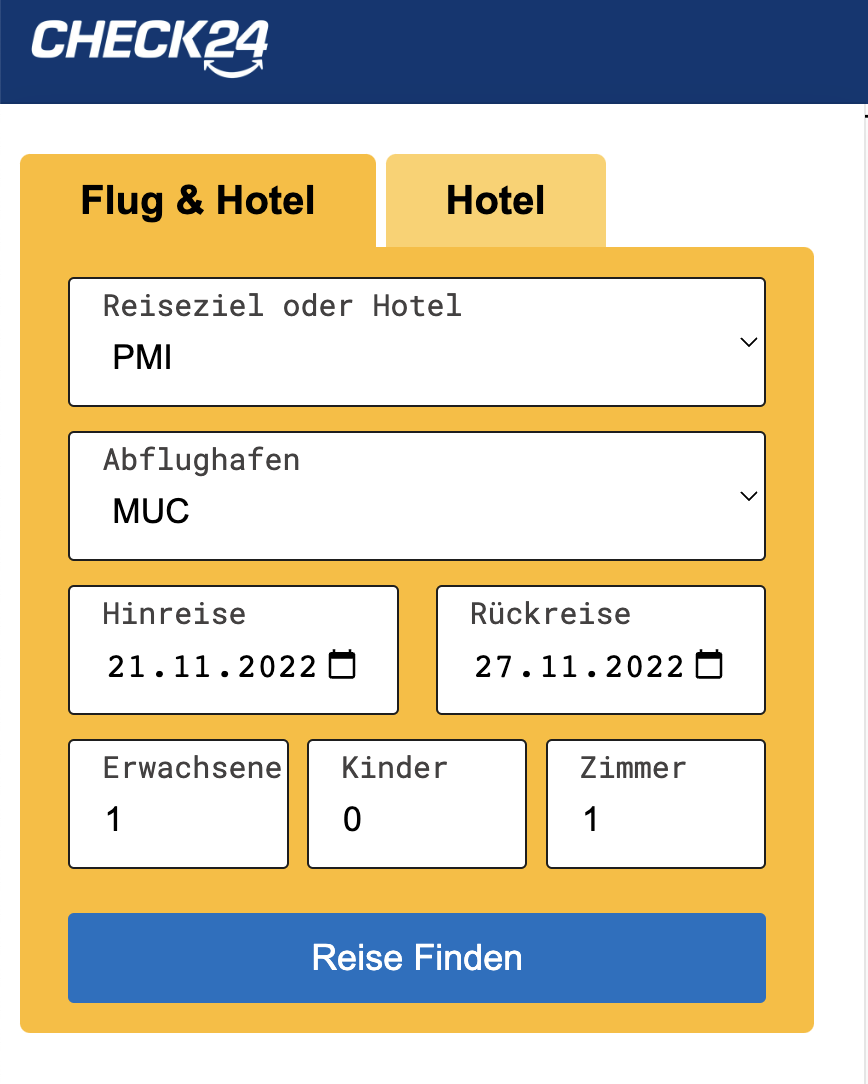 CHECK24
Flug & Hotel
Hotel
Reiseziel oder Hotel
PMI
Abflughafen
MUC
Hinreise
21.11.2022
Rückreise
27.11.2022
Erwachsene
1
Kinder
0
Zimmer
1
Reise Finden